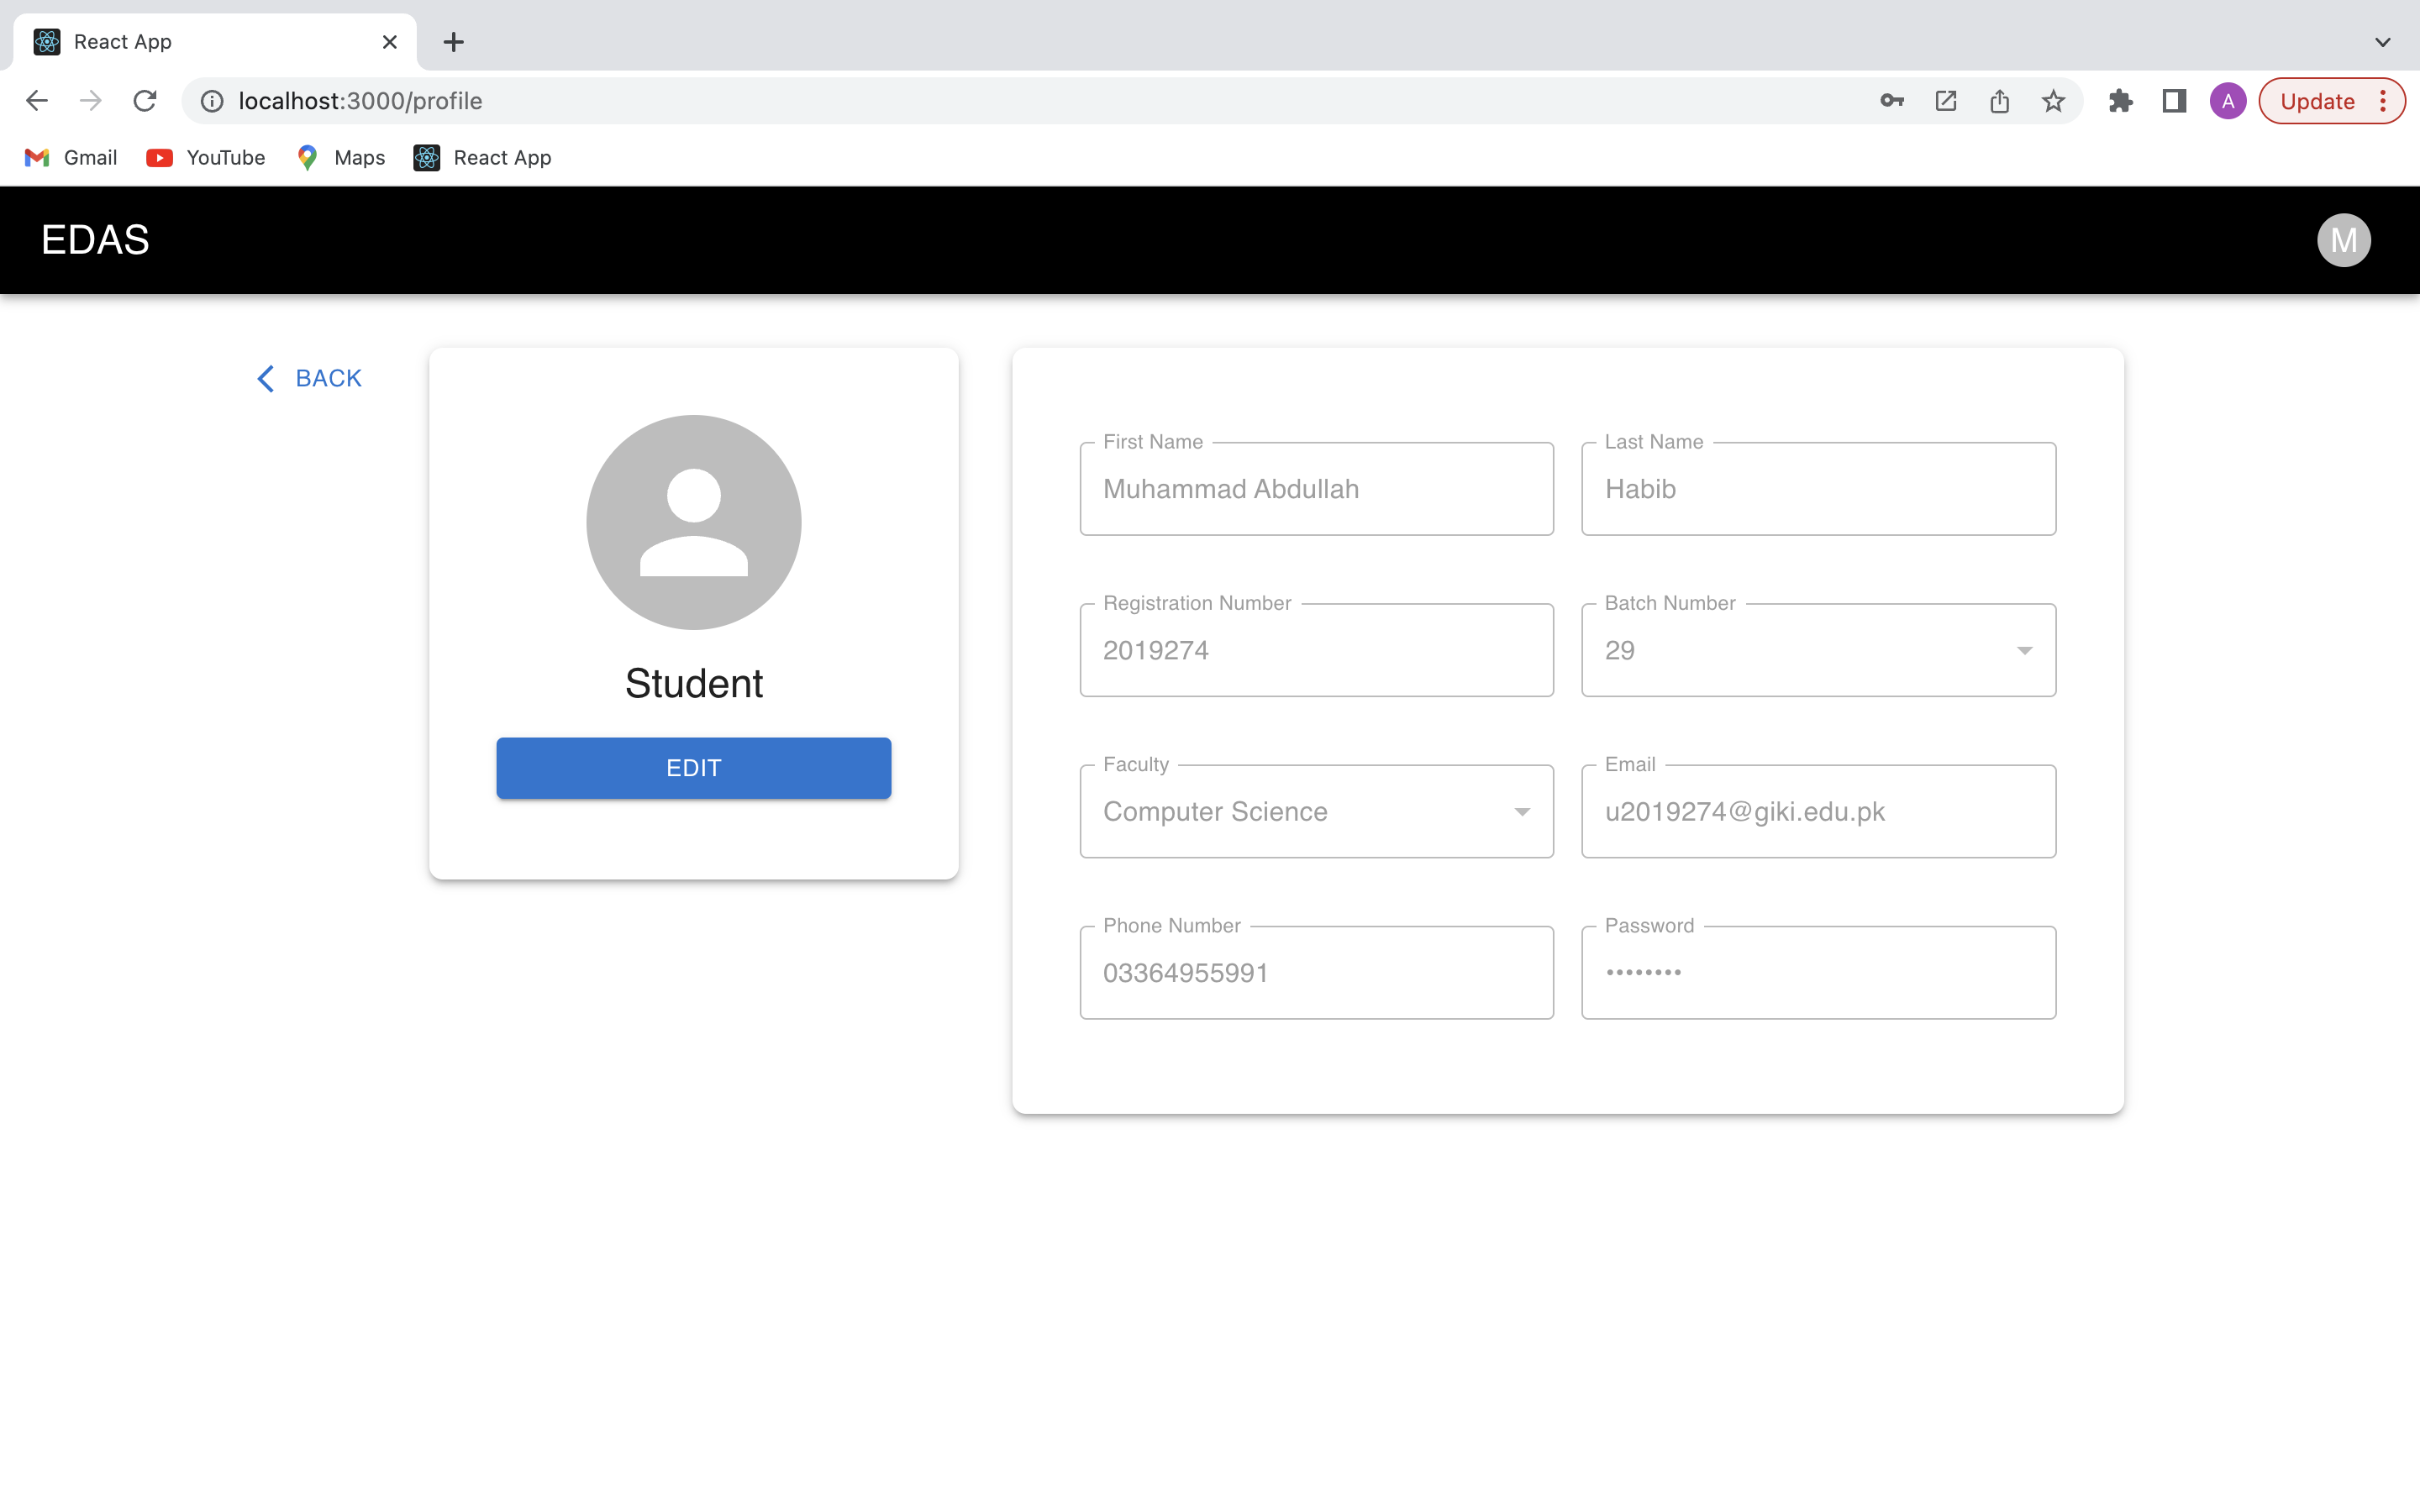 React App
localhost:3000/profile
A
Update
Gmail YouTube Maps React App
EDAS
M
BACK
Student
EDIT
First Name
Muhammad Abdullah
Last Name
Habib
Registration Number
2019274
Batch Number
29
Faculty
Computer Science
Email
u2019274@giki.edu.pk
Phone Number
03364955991
Password
••••••••